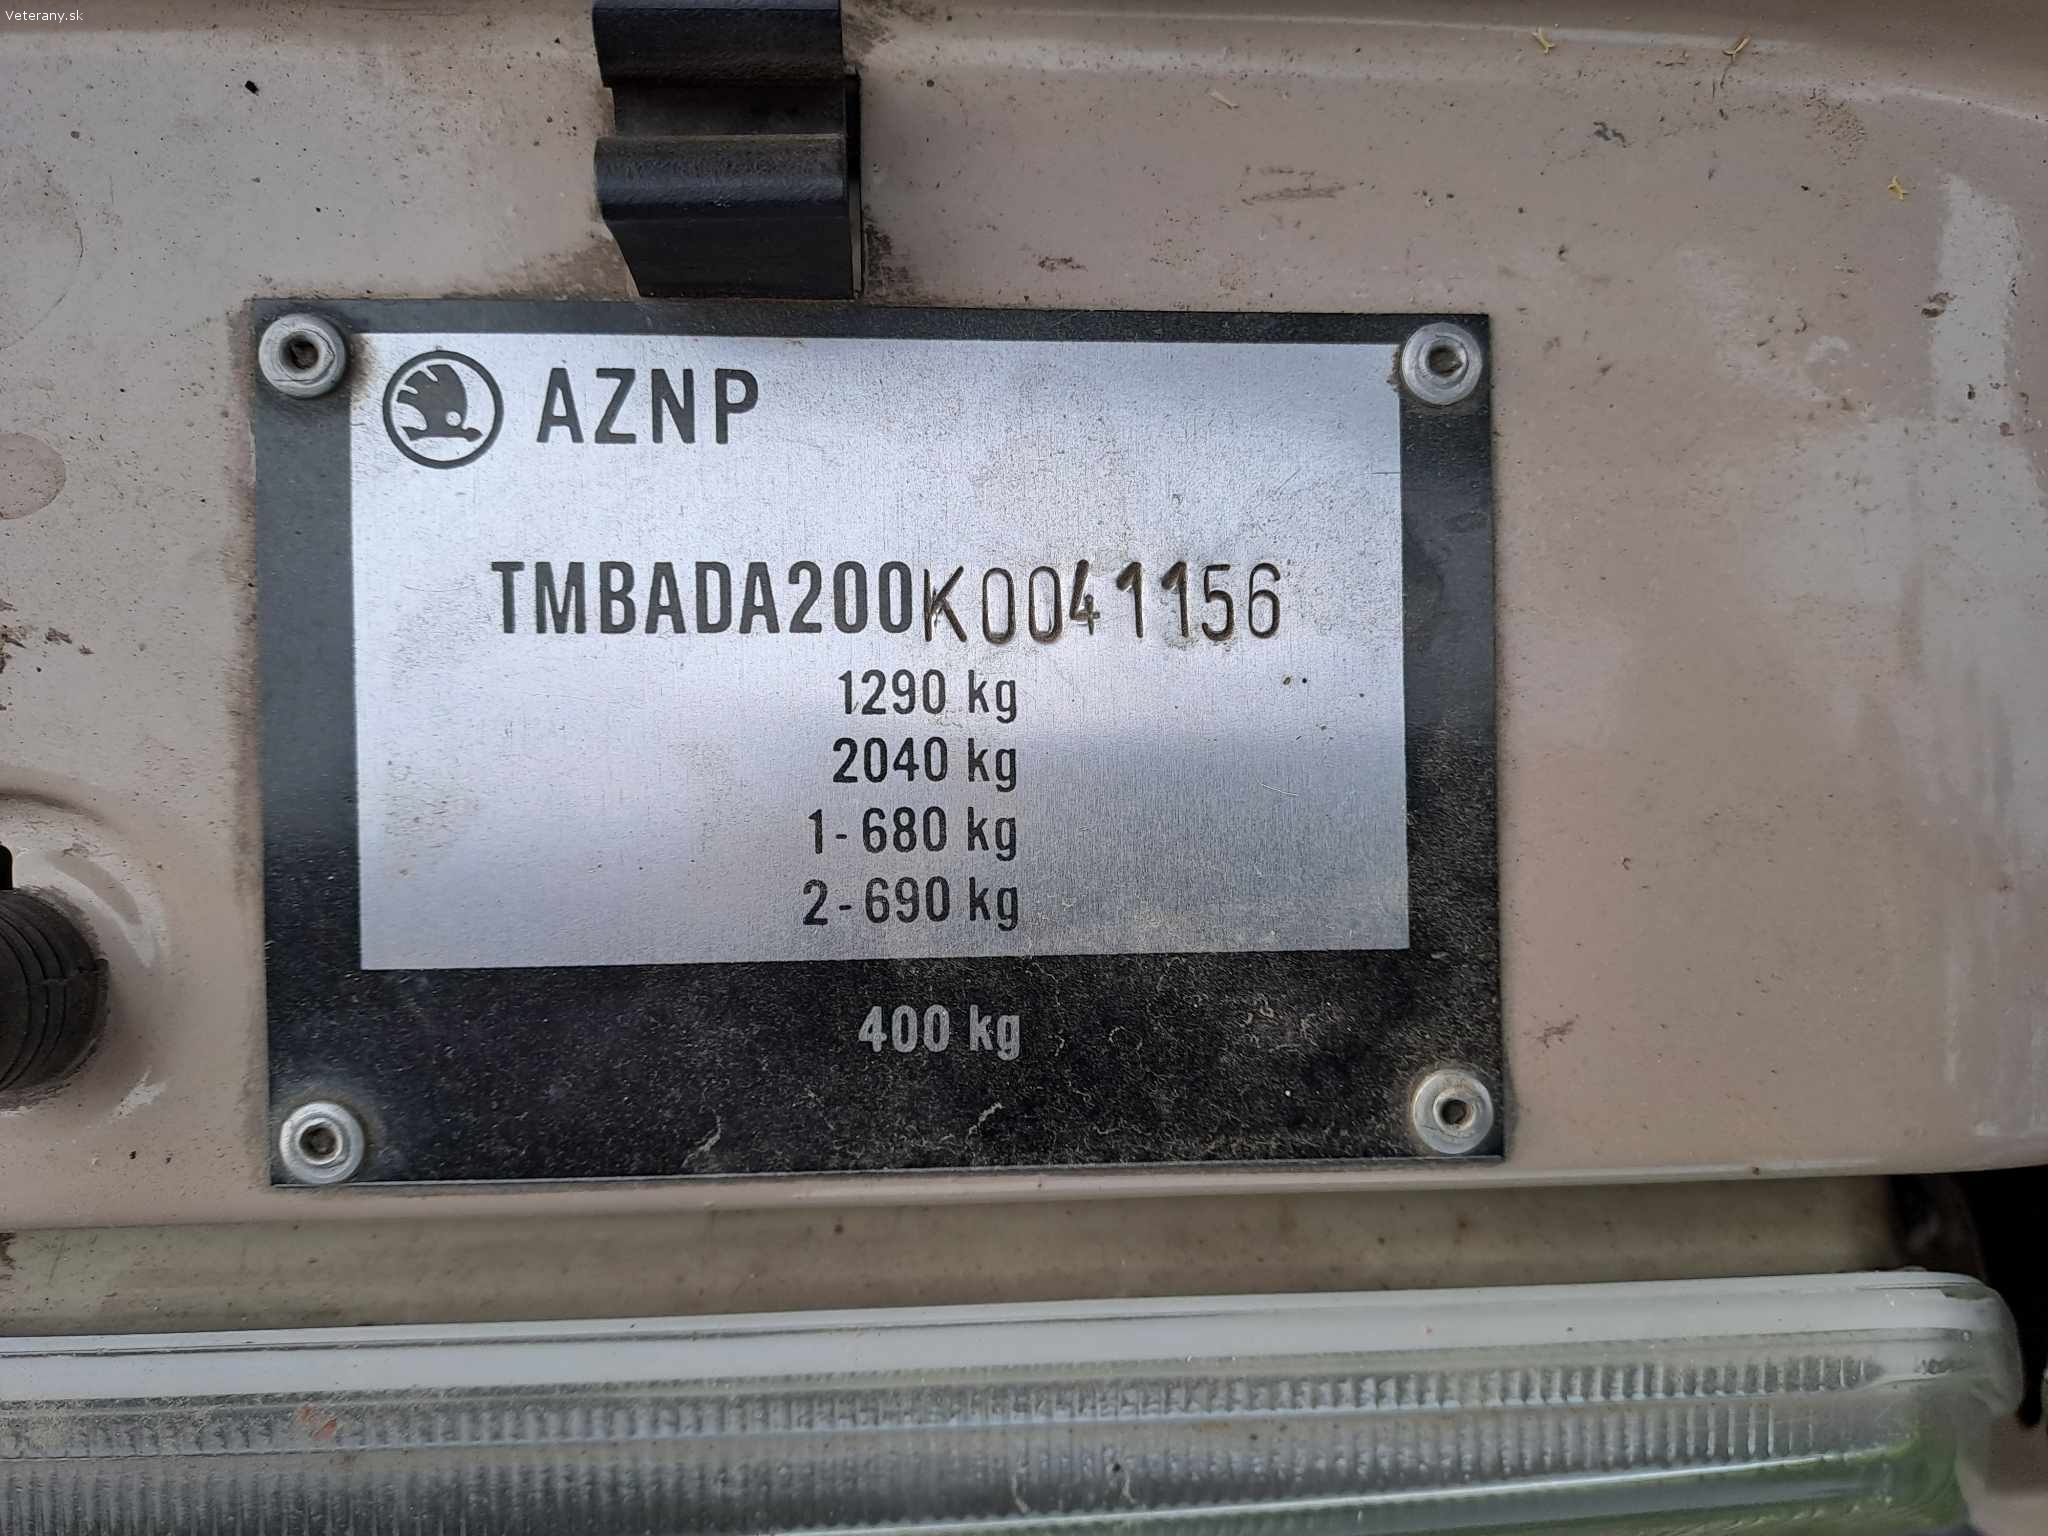 Veterany.sk
AZNP
TMBADA200K0041156
1290 kg
2040 kg
1-680 kg
2-690 kg
400 kg